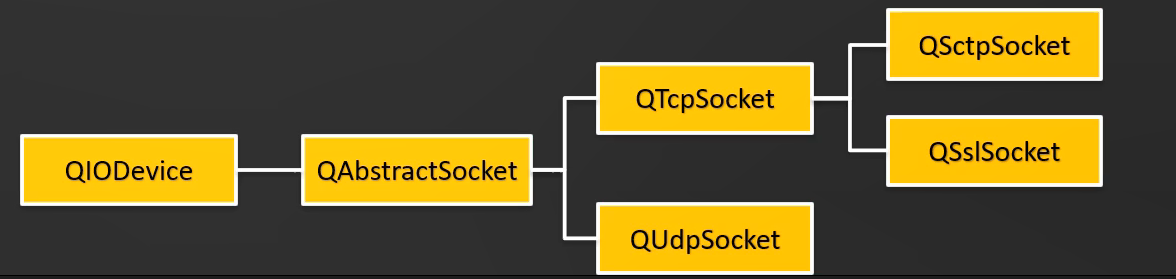 QIODevice
QAbstractSocket
QTcpSocket
QUdpSocket
QSctpSocket
QSslSocket